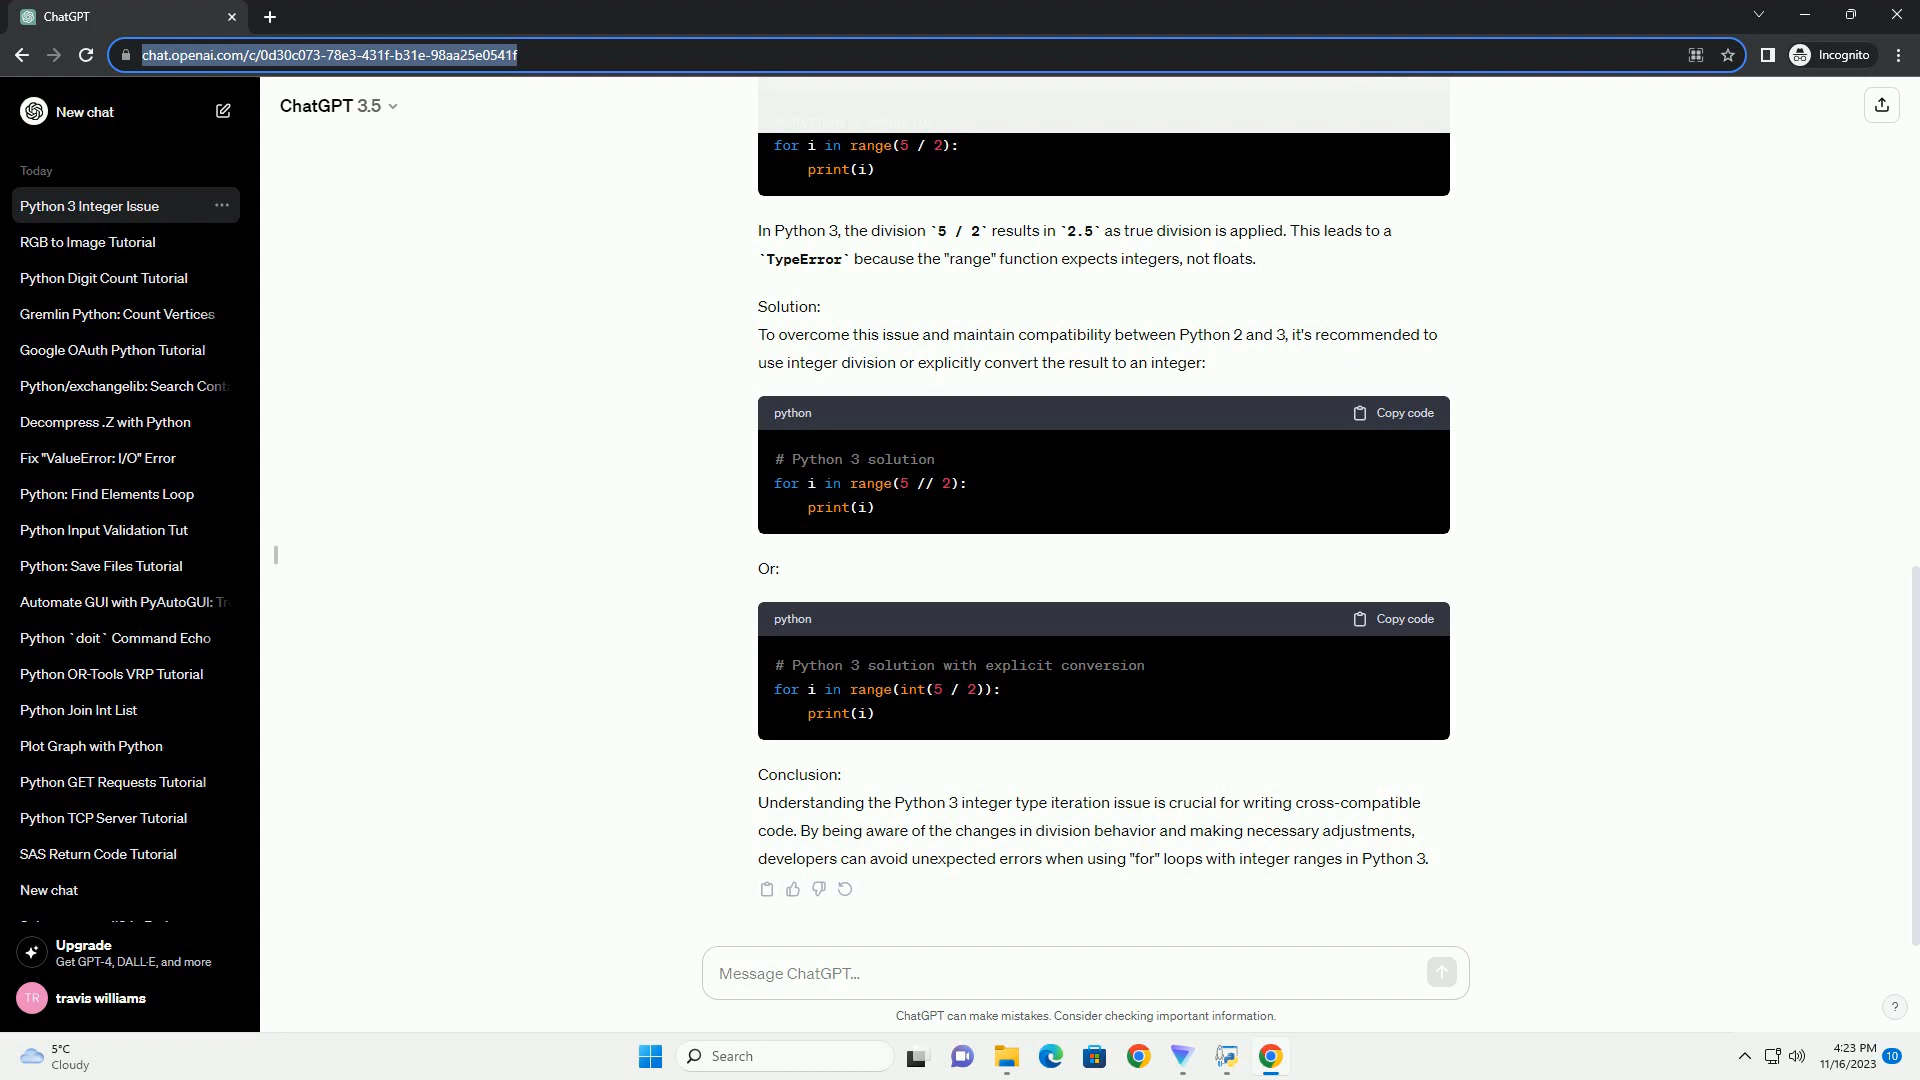 ChatGPT
chat.openai.com/c/0d30c073-78e3-431f-b31e-98aa25e0541f
Incognito
New chat
Today
Python 3 Integer Issue
RGB to Image Tutorial
Python Digit Count Tutorial
Gremlin Python: Count Vertices
Google OAuth Python Tutorial
Python/exchangelib: Search Conta
Decompress .Z with Python
Fix "ValueError: I/O" Error
Python: Find Elements Loop
Python Input Validation Tut
Python: Save Files Tutorial
Automate GUI with PyAutoGUI: Tr
Python `doit` Command Echo
Python OR-Tools VRP Tutorial
Python Join Int List
Plot Graph with Python
Python GET Requests Tutorial
Python TCP Server Tutorial
SAS Return Code Tutorial
New chat
Upgrade
Get GPT-4, DALL·E, and more
TR
travis williams
ChatGPT 3.5
for i in range(5 / 2):
print(i)
In Python 3, the division `5 / 2` results in `2.5` as true division is applied. This leads to a
`TypeError` because the "range" function expects integers, not floats.
Solution:
To overcome this issue and maintain compatibility between Python 2 and 3, it's recommended to
use integer division or explicitly convert the result to an integer:
python
Copy code
# Python 3 solution
for i in range(5 // 2):
print(i)
Or:
python
Copy code
# Python 3 solution with explicit conversion
for i in range(int(5 / 2)):
print(i)
Conclusion:
Understanding the Python 3 integer type iteration issue is crucial for writing cross-compatible
code. By being aware of the changes in division behavior and making necessary adjustments,
developers can avoid unexpected errors when using "for" loops with integer ranges in Python 3.
Message ChatGPT...
ChatGPT can make mistakes. Consider checking important information.
?
5°C
Cloudy
Search
4:23 PM
11/16/2023
10